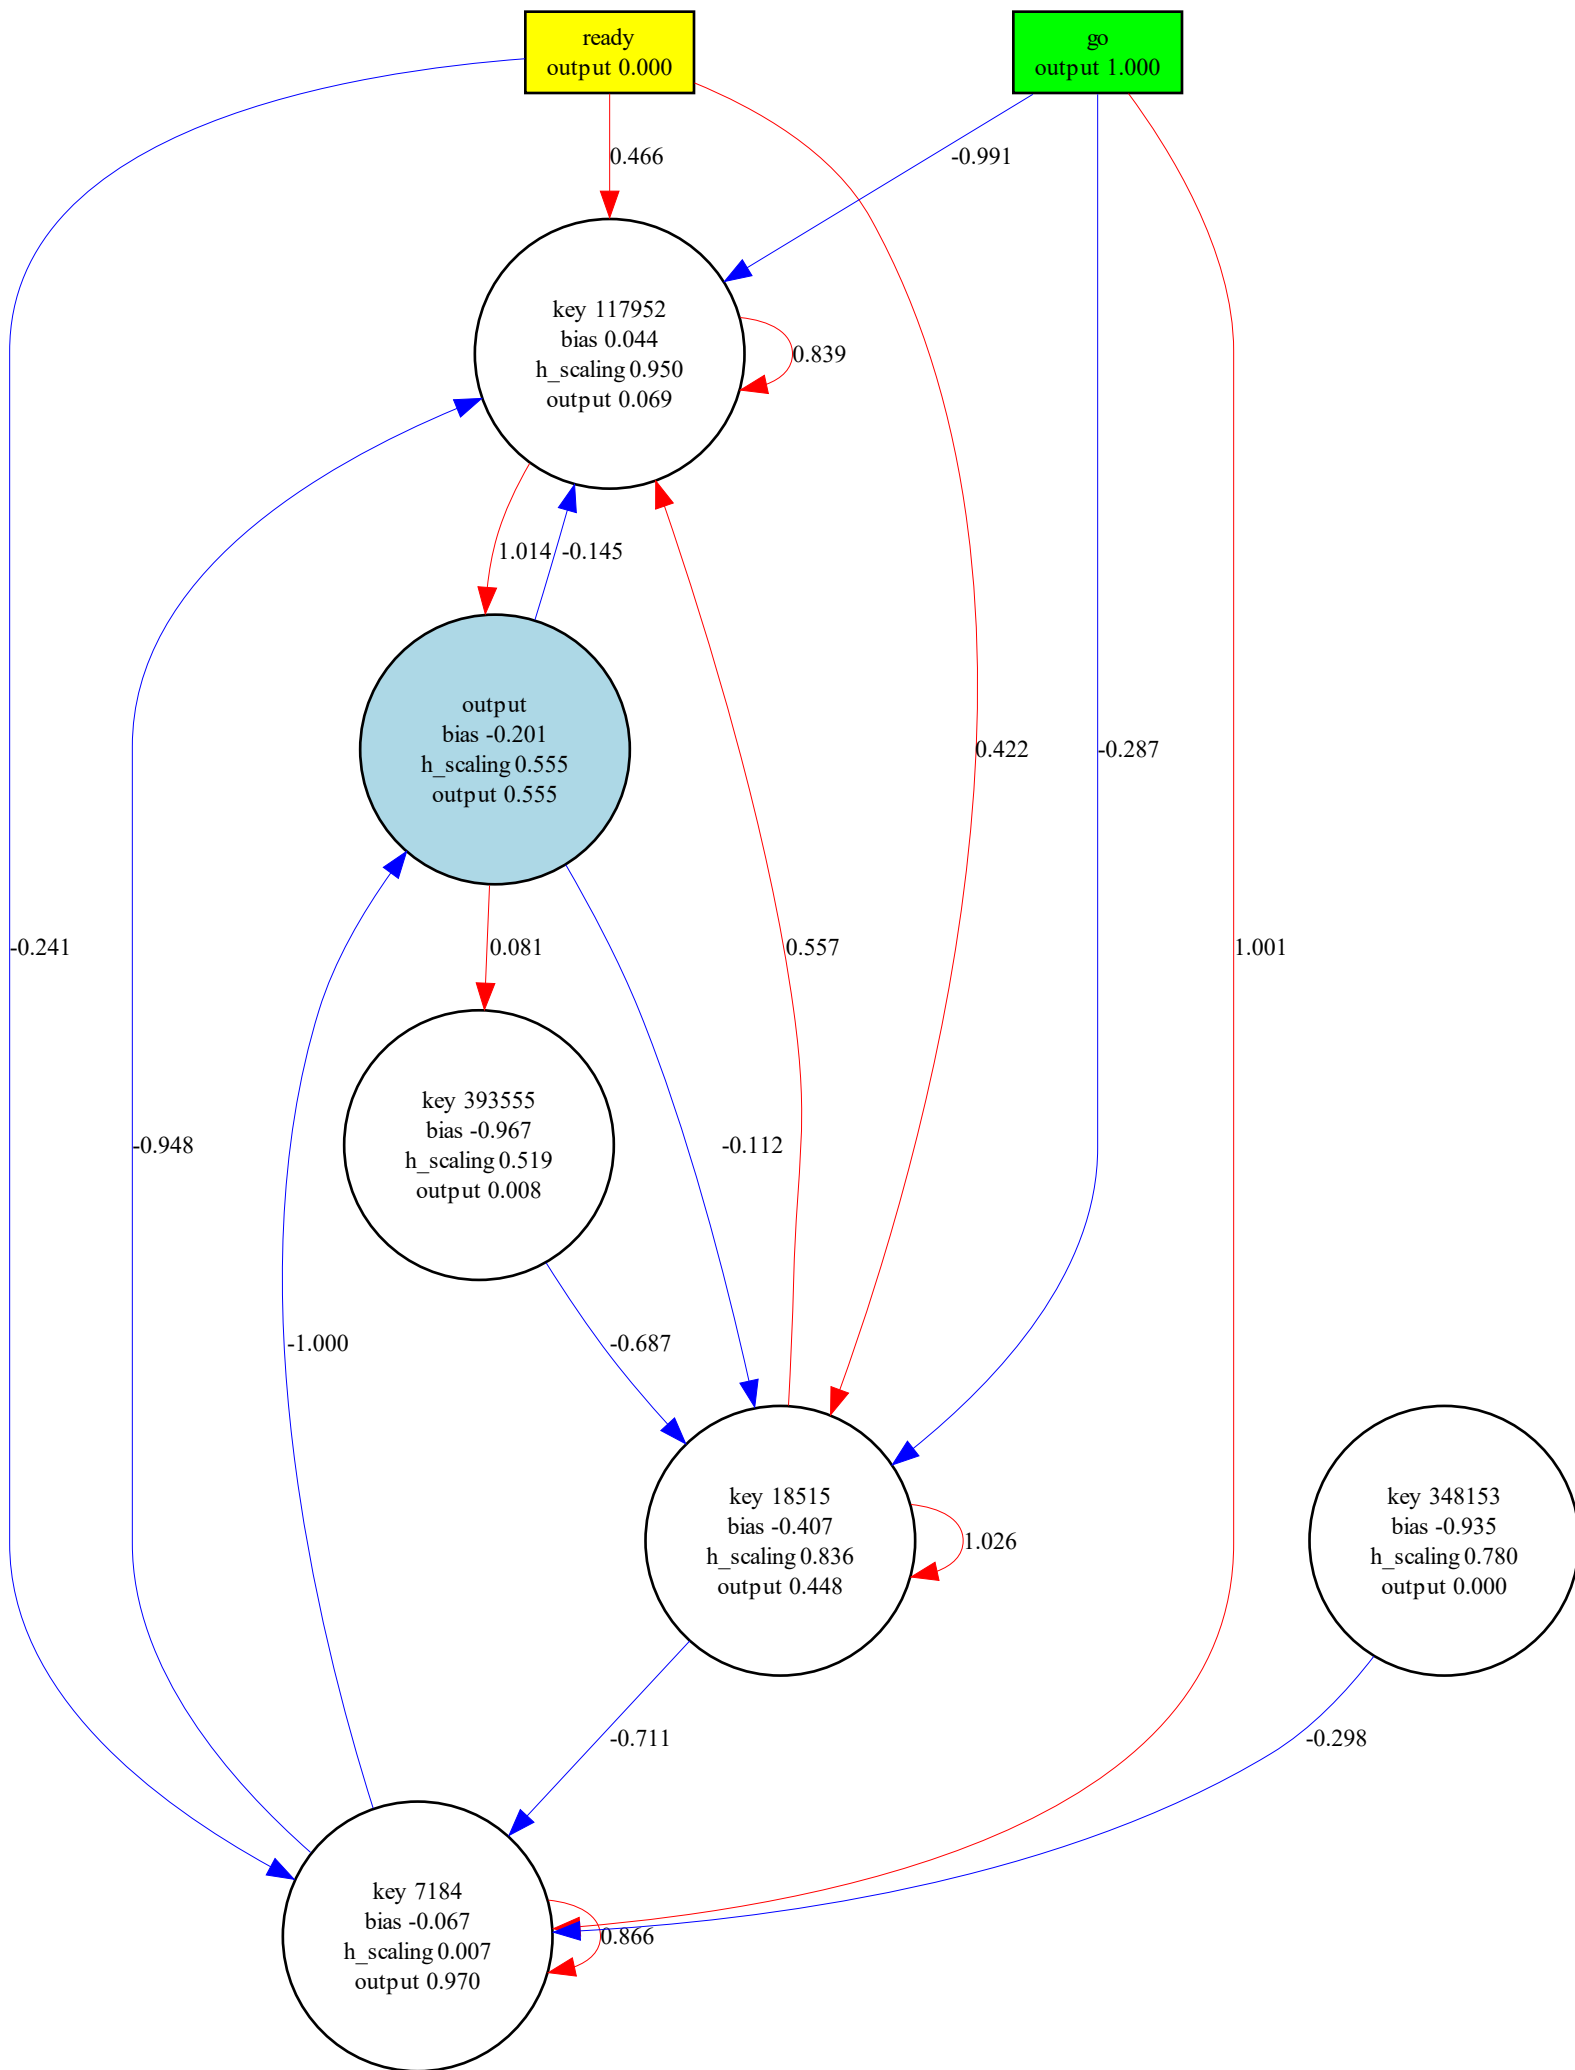 ready
output 0.000
go
output 1.000
0.466
-0.991
key 117952
bias 0.044
h_scaling 0.950
output 0.069
0.839
1.014
-0.145
output
bias -0.201
h_scaling 0.555
output 0.555
0.422
-0.287
-0.241
0.081
0.557
1.001
key 393555
bias -0.967
h_scaling 0.519
output 0.008
-0.948
-0.112
-1.000
-0.687
key 18515
bias -0.407
h_scaling 0.836
output 0.448
1.026
key 348153
bias -0.935
h_scaling 0.780
output 0.000
-0.711
-0.298
key 7184
bias -0.067
h_scaling 0.007
output 0.970
0.866